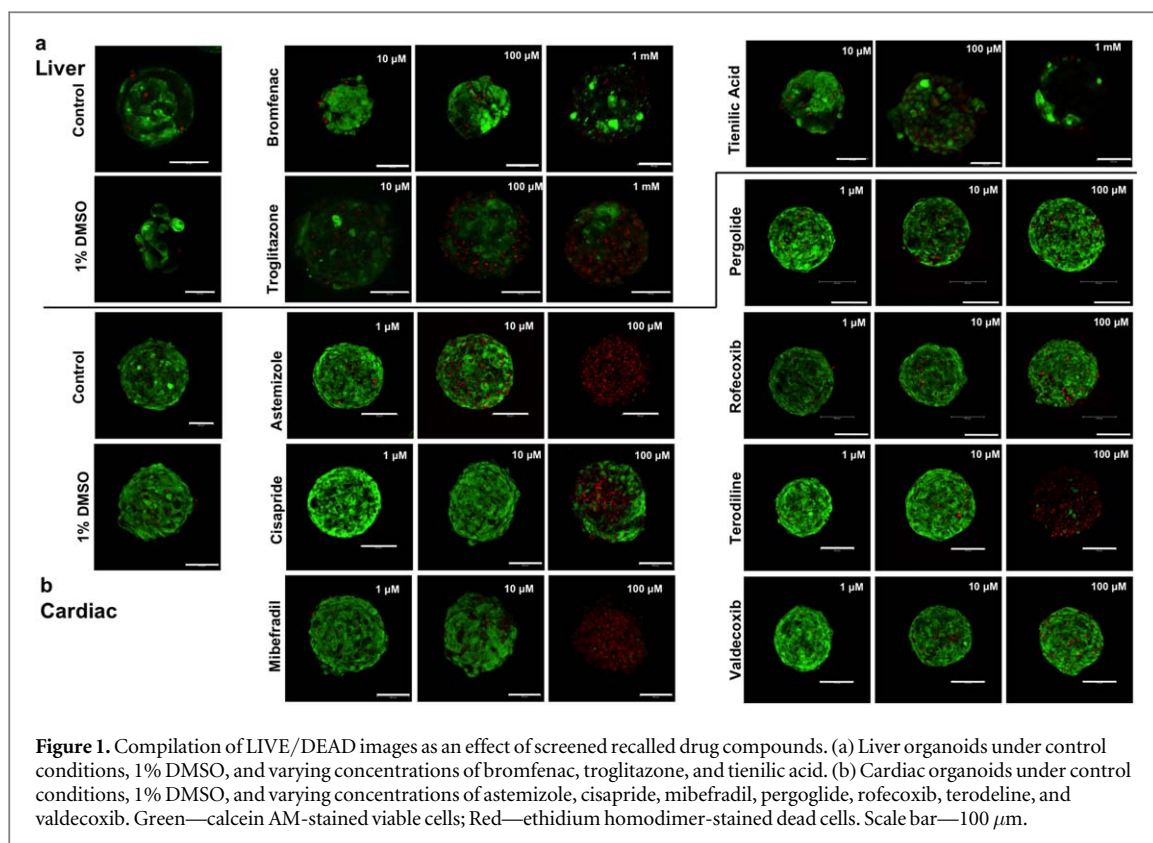 a
Liver
Control
Bromfenac
10 µM
100 µM
1 mM
Tienilic Acid
10 µM
100 µM
1 mM
1% DMSO
Troglitazone
10 µM
100 µM
1 mM
Pergolide
1 µM
10 µM
100 µM
Control
Astemizole
1 µM
10 µM
100 µM
Rofecoxib
1 µM
10 µM
100 µM
1% DMSO
Cisapride
1 µM
10 µM
100 µM
Terodiline
1 µM
10 µM
100 µM
b
Cardiac
Mibefradil
1 µM
10 µM
100 µM
Valdecoxib
1 µM
10 µM
100 µM
Figure 1. Compilation of LIVE/DEAD images as an effect of screened recalled drug compounds. (a) Liver organoids under control
conditions, 1% DMSO, and varying concentrations of bromfenac, troglitazone, and tienilic acid. (b) Cardiac organoids under control
conditions, 1% DMSO, and varying concentrations of astemizole, cisapride, mibefradil, pergoglide, rofecoxib, terodeline, and
valdecoxib. Green—calcein AM-stained viable cells; Red—ethidium homodimer-stained dead cells. Scale bar—100 µm.